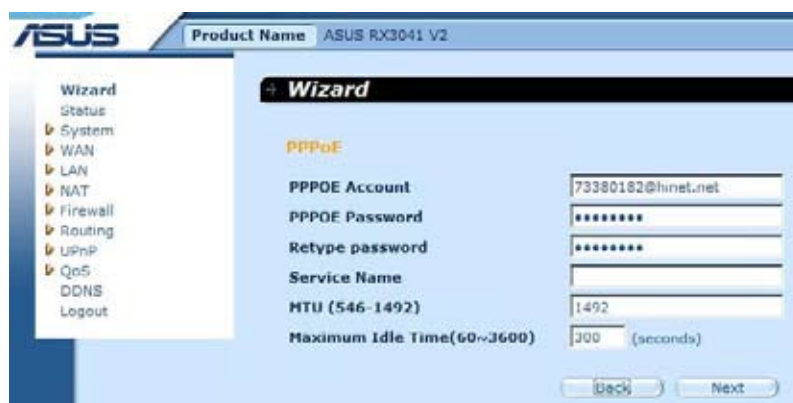 ASUS
Product Name ASUS RX3041 V2
Wizard
Status
System
WAN
LAN
NAT
Firewall
Routing
UPnP
QoS
DDNS
Logout
Wizard
PPPoE
PPPOE Account 73380182@hinet.net
PPPOE Password ••••••••
Retype password ••••••••
Service Name
MTU (546-1492) 1492
Maximum Idle Time(60~3600) 300 (seconds)
Back Next